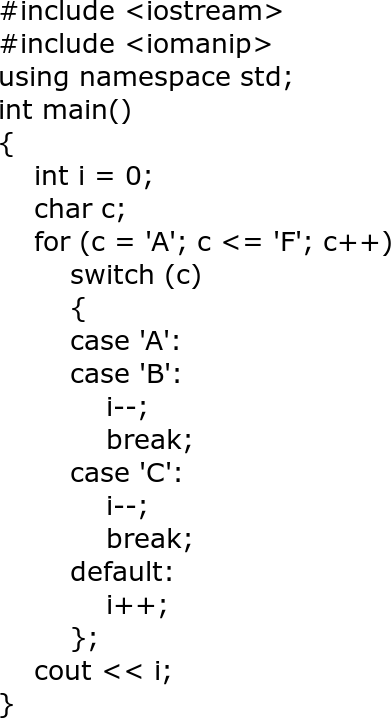 #include <iostream>
#include <iomanip>
using namespace std;
int main()
{
    int i = 0;
    char c;
    for (c = 'A'; c <= 'F'; c++)
        switch (c)
        {
        case 'A':
        case 'B':
            i--;
            break;
        case 'C':
            i--;
            break;
        default:
            i++;
        };
    cout << i;
}